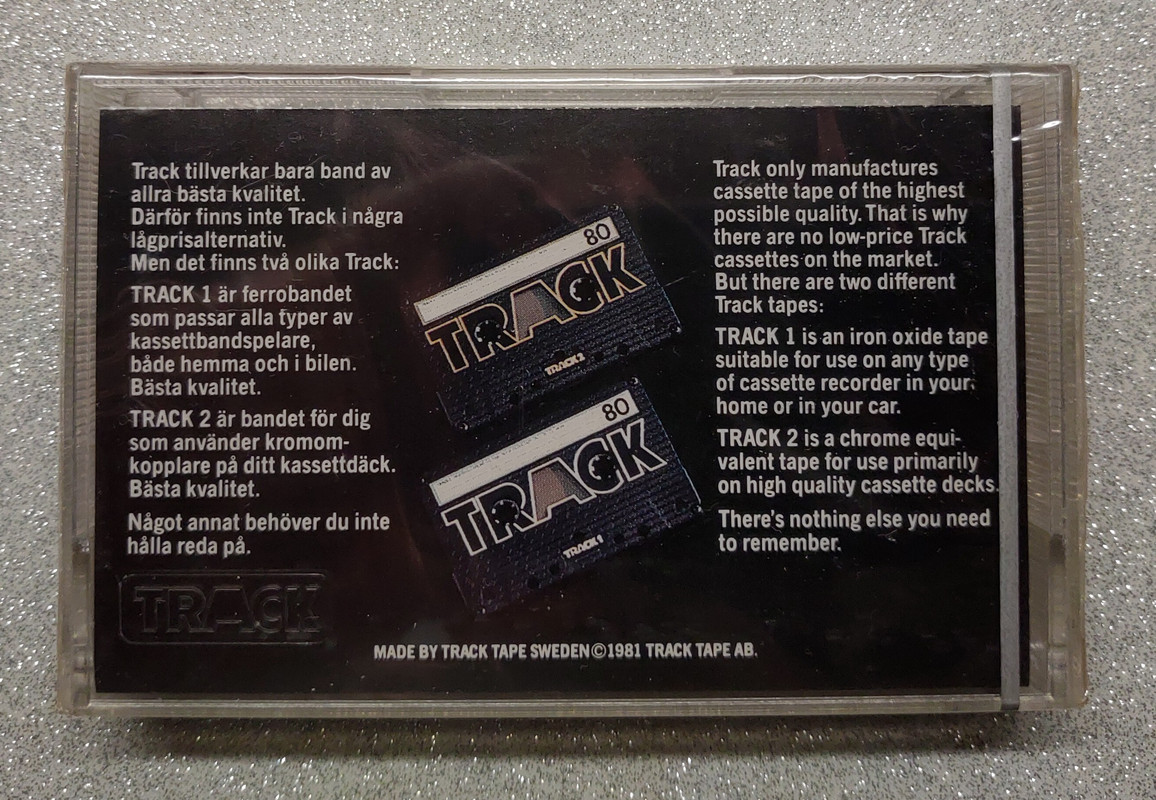 Track tillverkar bara band av
allra bästa kvalitet.
Därför finns inte Track i några
lågprisalternativ.
Men det finns två olika Track:
TRACK 1 är ferrobandet
som passar alla typer av
kassettbandspelare,
både hemma och i bilen.
Bästa kvalitet.
TRACK 2 är bandet för dig
som använder kromom-
kopplare på ditt kassettdäck.
Bästa kvalitet.
Något annat behöver du inte
hålla reda på.
TRACK
80
TRACK
TRACK 2
80
TRACK
TRACK 1
Track only manufactures
cassette tape of the highest
possible quality. That is why
there are no low-price Track
cassettes on the market.
But there are two different
Track tapes:
TRACK 1 is an iron oxide tape
suitable for use on any type
of cassette recorder in your
home or in your car.
TRACK 2 is a chrome equi-
valent tape for use primarily
on high quality cassette decks.
There's nothing else you need
to remember.
MADE BY TRACK TAPE SWEDEN©1981 TRACK TAPE AB.